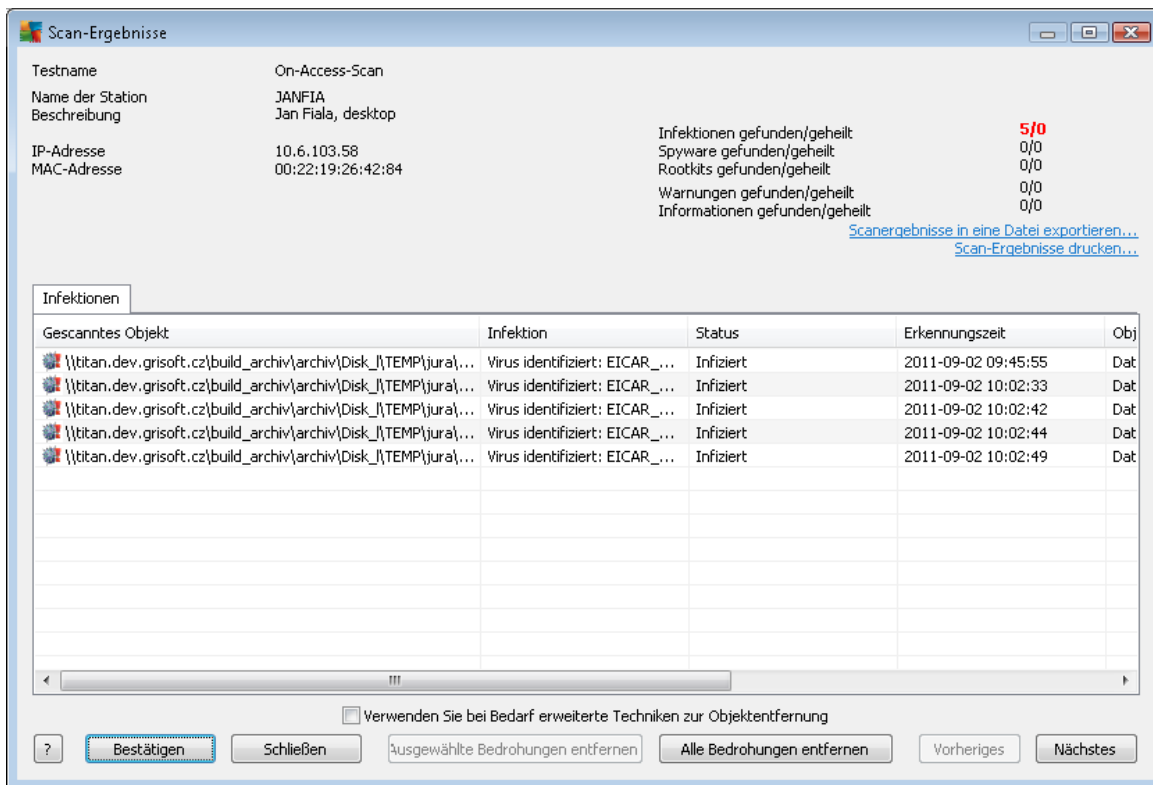 Scan-Ergebnisse
Testname On-Access-Scan
Name der Station JANFIA
Beschreibung Jan Fiala, desktop
IP-Adresse 10.6.103.58
MAC-Adresse 00:22:19:26:42:84
Infektionen gefunden/geheilt 5/0
Spyware gefunden/geheilt 0/0
Rootkits gefunden/geheilt 0/0
Warnungen gefunden/geheilt 0/0
Informationen gefunden/geheilt 0/0
Scanergebnisse in eine Datei exportieren...
Scan-Ergebnisse drucken...
Infektionen
Gescanntes Objekt Infektion Status Erkennungszeit Obj
\\titan.dev.grisoft.cz\build_archiv\archiv\Disk_I\TEMP\jura\... Virus identifiziert: EICAR_... Infiziert 2011-09-02 09:45:55 Dat
\\titan.dev.grisoft.cz\build_archiv\archiv\Disk_I\TEMP\jura\... Virus identifiziert: EICAR_... Infiziert 2011-09-02 10:02:33 Dat
\\titan.dev.grisoft.cz\build_archiv\archiv\Disk_I\TEMP\jura\... Virus identifiziert: EICAR_... Infiziert 2011-09-02 10:02:42 Dat
\\titan.dev.grisoft.cz\build_archiv\archiv\Disk_I\TEMP\jura\... Virus identifiziert: EICAR_... Infiziert 2011-09-02 10:02:44 Dat
\\titan.dev.grisoft.cz\build_archiv\archiv\Disk_I\TEMP\jura\... Virus identifiziert: EICAR_... Infiziert 2011-09-02 10:02:49 Dat
Verwenden Sie bei Bedarf erweiterte Techniken zur Objektentfernung
? Bestätigen Schließen Ausgewählte Bedrohungen entfernen Alle Bedrohungen entfernen Vorheriges Nächstes